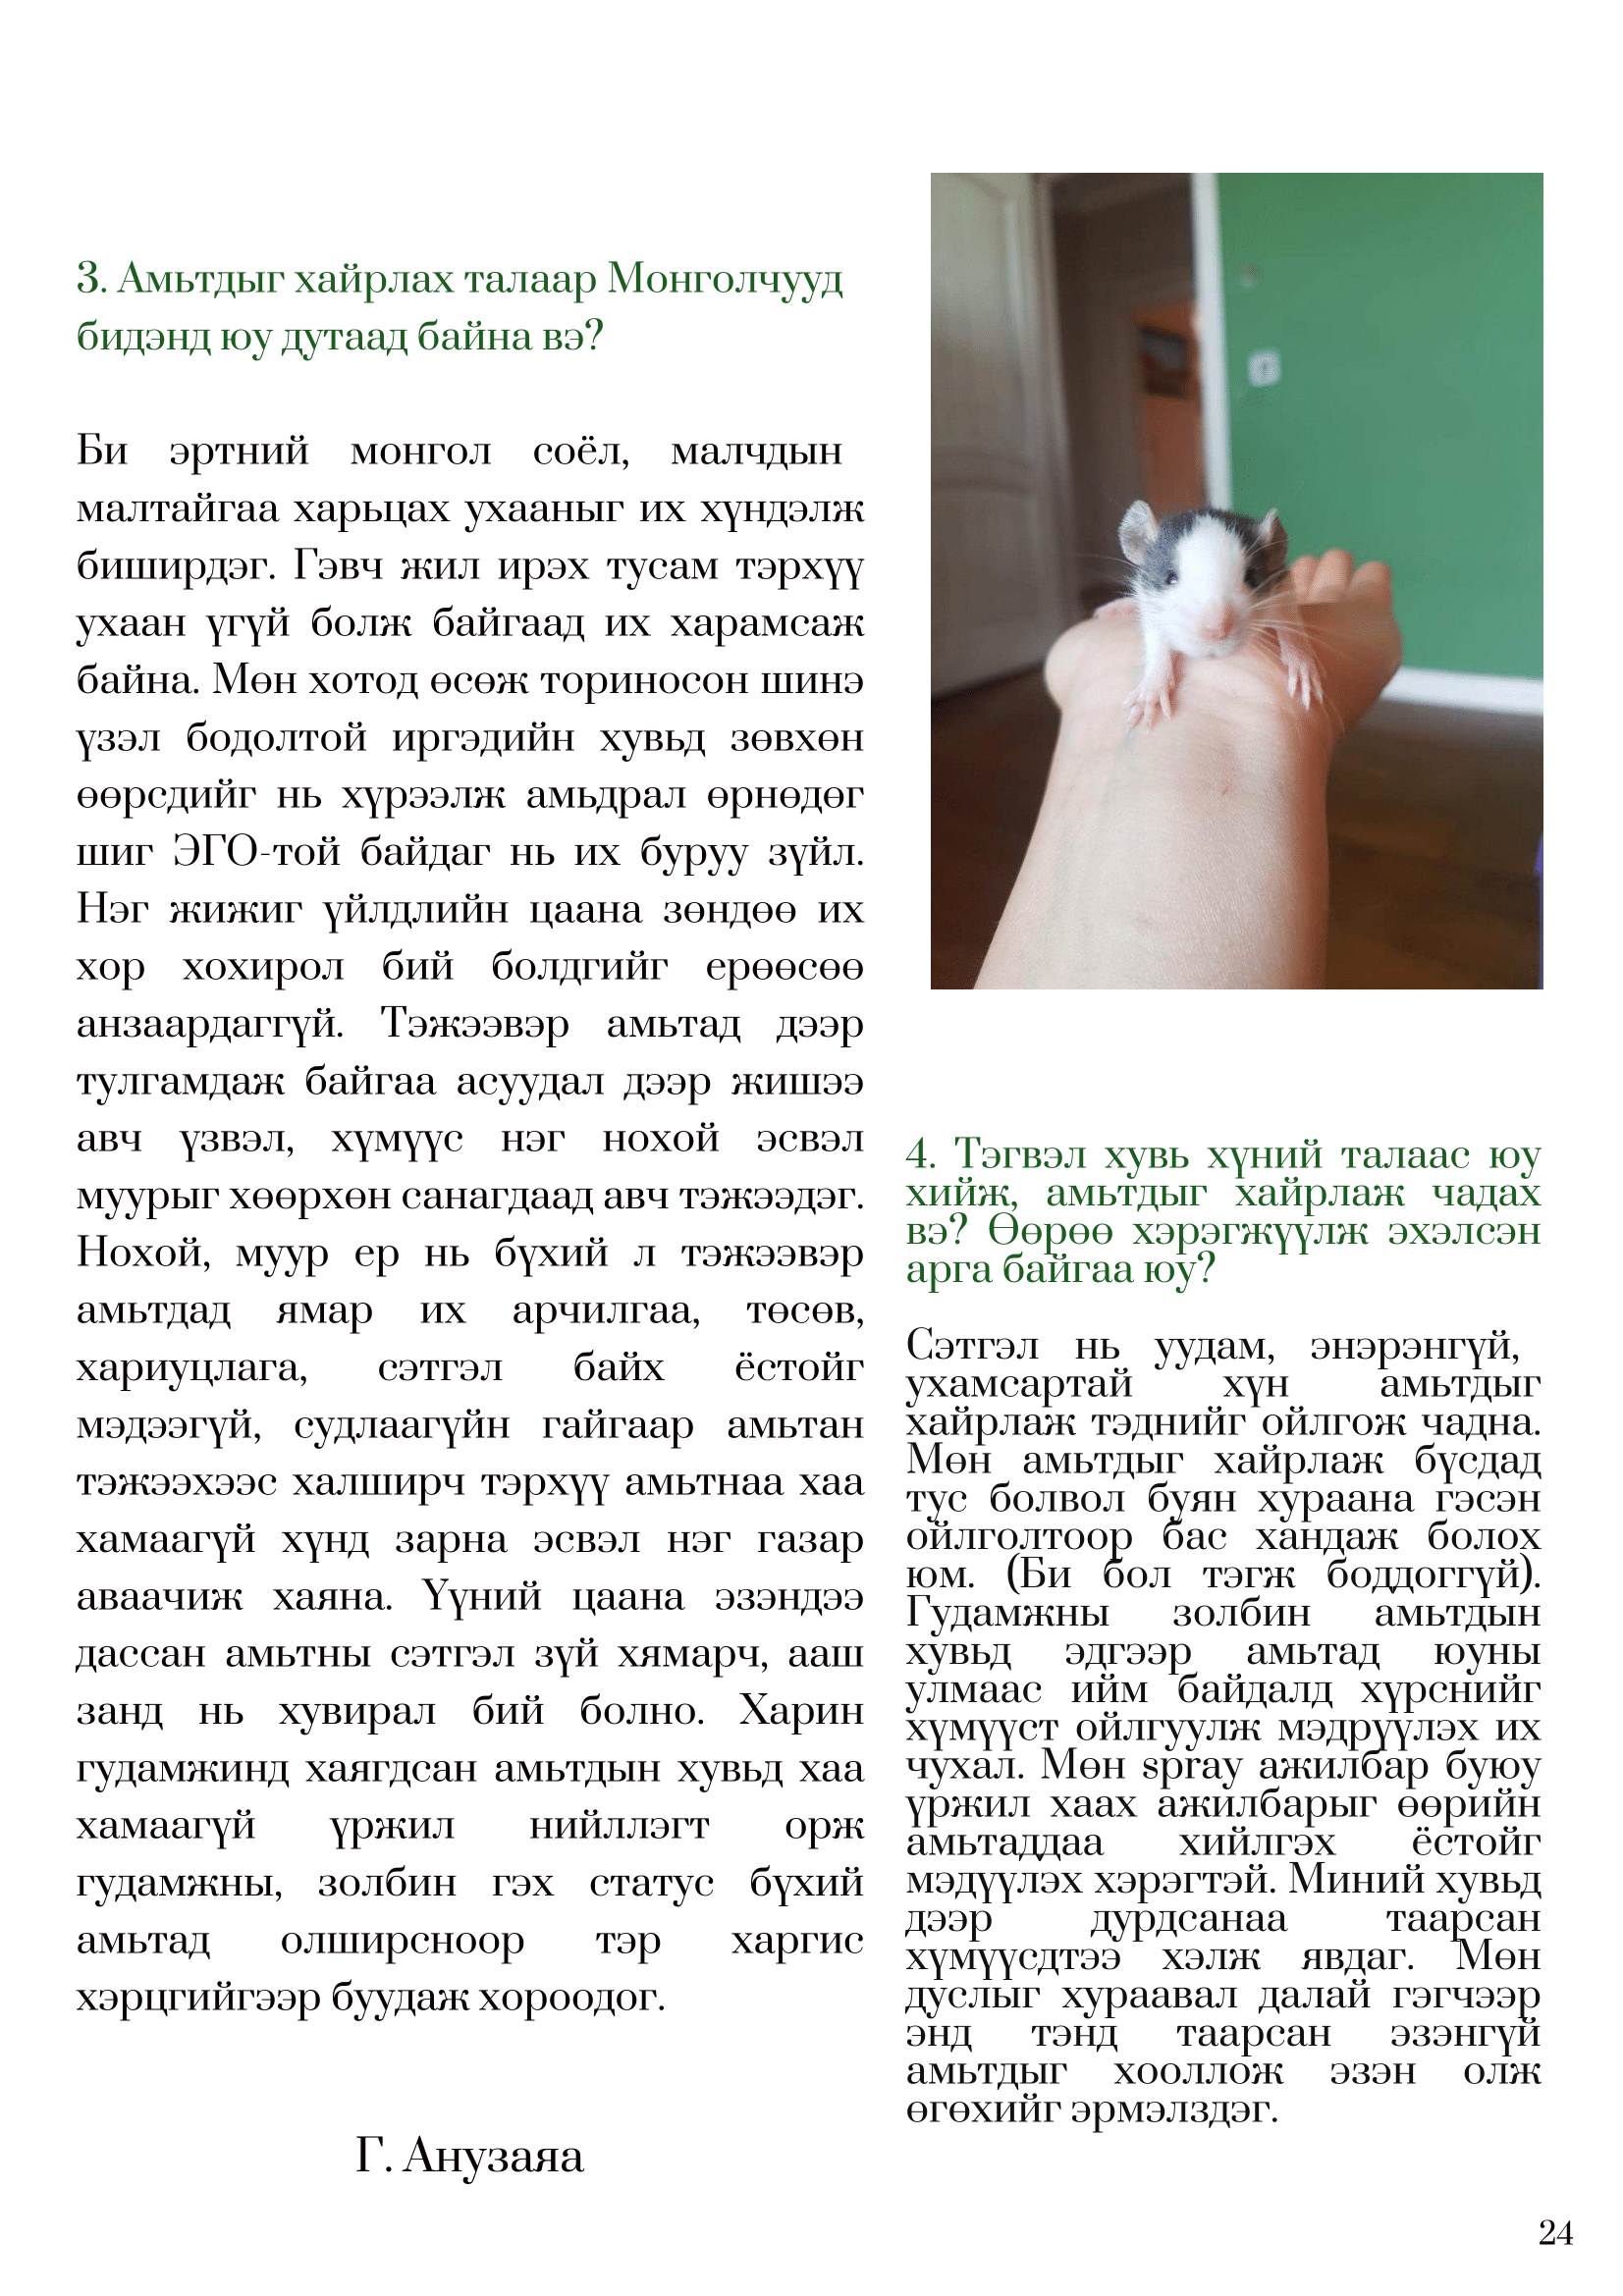 3. Амьтдыг хайрлах талаар Монголчууд
бидэнд юу дутаад байна вэ?
Би эртний монгол соёл, малчдын
малтайгаа харьцах ухааныг их хүндэлж
биширдэг. Гэвч жил ирэх тусам тэрхүү
ухаан үгүй болж байгаад их харамсаж
байна. Мөн хотод өсөж ториносон шинэ
үзэл бодолтой иргэдийн хувьд зөвхөн
өөрсдийг нь хүрээлж амьдрал өрнөдөг
шиг ЭГО-той байдаг нь их буруу зүйл.
Нэг жижиг үйлдлийн цаана зөндөө их
хор хохирол бий болдгийг ерөөсөө
анзаардаггүй. Тэжээвэр амьтад дээр
тулгамдаж байгаа асуудал дээр жишээ
авч үзвэл, хүмүүс нэг нохой эсвэл
муурыг хөөрхөн санагдаад авч тэжээдэг.
Нохой, муур ер нь бүхий л тэжээвэр
амьтдад ямар их арчилгаа, төсөв,
хариуцлага, сэтгэл байх ёстойг
мэдээгүй, судлаагүйн гайгаар амьтан
тэжээхээс халширч тэрхүү амьтнаа хаа
хамаагүй хүнд зарна эсвэл нэг газар
аваачиж хаяна. Үүний цаана эзэндээ
дассан амьтны сэтгэл зүй хямарч, ааш
занд нь хувирал бий болно. Харин
гудамжинд хаягдсан амьтдын хувьд хаа
хамаагүй үржил нийллэгт орж
гудамжны, золбин гэх статус бүхий
амьтад олширсноор тэр харгис
хэрцгийгээр буудаж хороодог.
Г. Анузаяа
4. Тэгвэл хувь хүний талаас юу
хийж, амьтдыг хайрлаж чадах
вэ? Өөрөө хэрэгжүүлж эхэлсэн
арга байгаа юу?
Сэтгэл нь уудам, энэрэнгүй,
ухамсартай хүн амьтдыг
хайрлаж тэднийг ойлгож чадна.
Мөн амьтдыг хайрлаж бүсдад
тус болвол буян хураана гэсэн
ойлголтоор бас хандаж болох
юм. (Би бол тэгж боддоггүй).
Гудамжны золбин амьтдын
хувьд эдгээр амьтад юуны
улмаас ийм байдалд хүрснийг
хүмүүст ойлгуулж мэдрүүлэх их
чухал. Мөн spray ажилбар буюу
үржил хаах ажилбарыг өөрийн
амьтаддаа хийлгэх ёстойг
мэдүүлэх хэрэгтэй. Миний хувьд
дээр дурдсанаа таарсан
хүмүүсдтээ хэлж явдаг. Мөн
дуслыг хураавал далай гэгчээр
энд тэнд таарсан эзэнгүй
амьтдыг хооллож эзэн олж
өгөхийг эрмэлздэг.
24